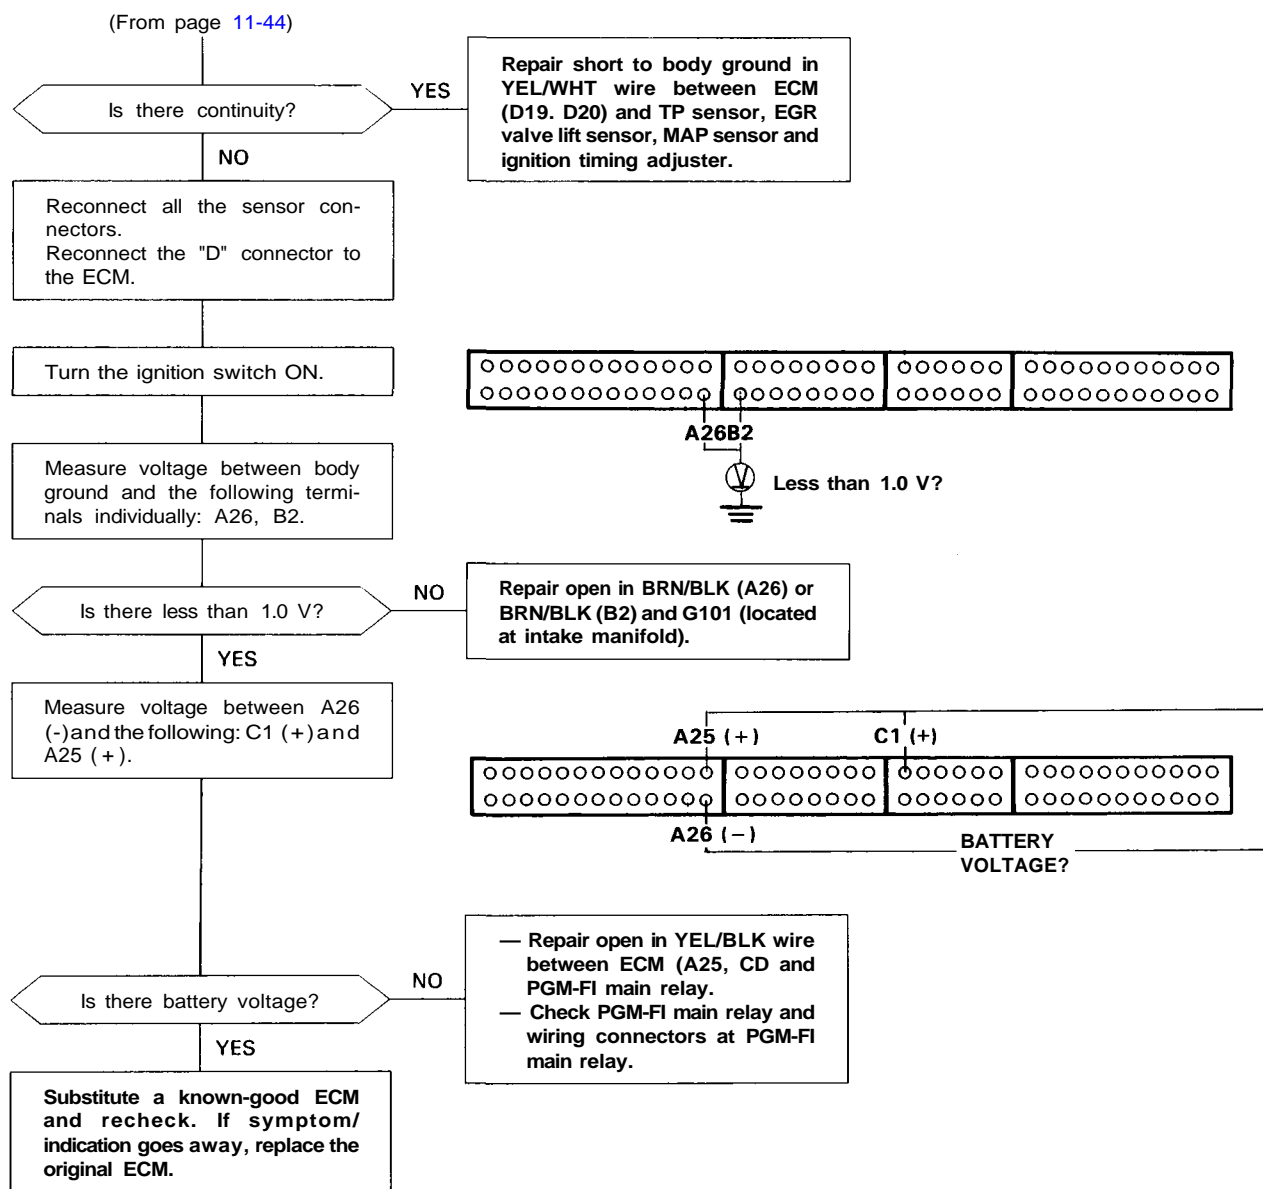 (From page 11-44)
Is there continuity?
YES
Repair short to body ground in
YEL/WHT wire between ECM
(D19. D20) and TP sensor, EGR
valve lift sensor, MAP sensor and
ignition timing adjuster.
NO
Reconnect all the sensor con-
nectors.
Reconnect the "D" connector to
the ECM.
Turn the ignition switch ON.
Measure voltage between body
ground and the following termi-
nals individually: A26, B2.
A26B2
V
Less than 1.0 V?
Is there less than 1.0 V?
NO
Repair open in BRN/BLK (A26) or
BRN/BLK (B2) and G101 (located
at intake manifold).
YES
Measure voltage between A26
(-) and the following: C1 (+) and
A25 (+).
A25 (+)
C1 (+)
A26 (−)
BATTERY
VOLTAGE?
Is there battery voltage?
NO
— Repair open in YEL/BLK wire
between ECM (A25, CD and
PGM-FI main relay.
— Check PGM-FI main relay and
wiring connectors at PGM-FI
main relay.
YES
Substitute a known-good ECM
and recheck. If symptom/
indication goes away, replace the
original ECM.